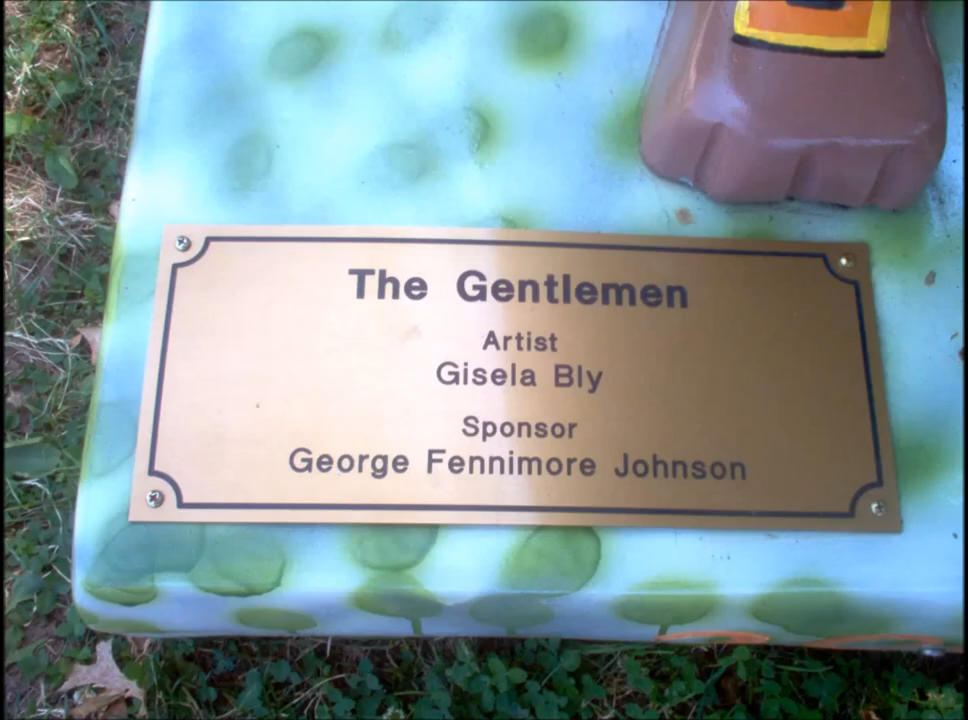 The Gentlemen
Artist
Gisela Bly
Sponsor
George Fennimore Johnson